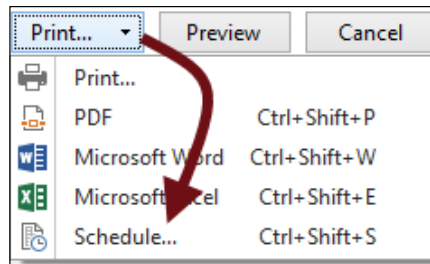 Print... Preview Cancel
Print...
PDF Ctrl+Shift+P
Microsoft Word Ctrl+Shift+W
Microsoft Excel Ctrl+Shift+E
Schedule... Ctrl+Shift+S